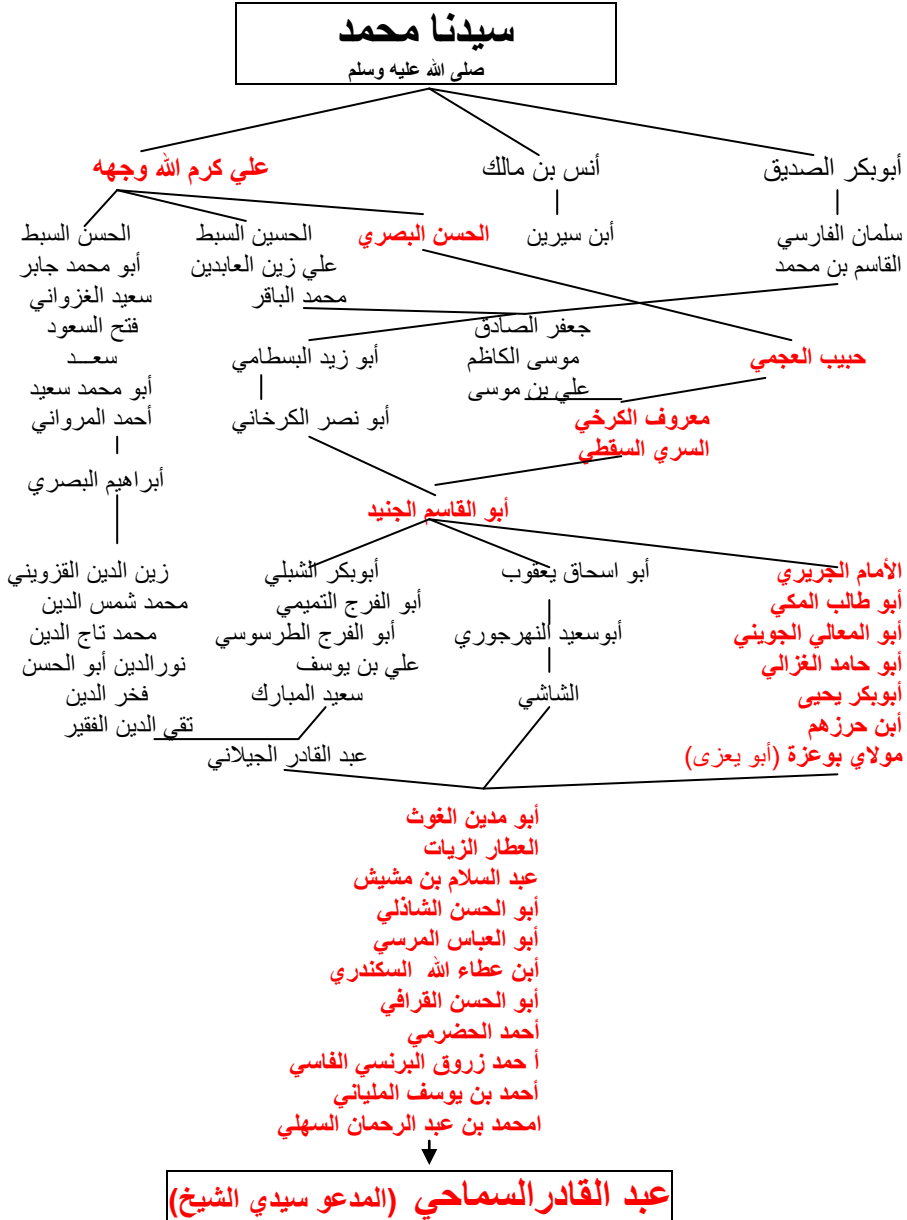 سيدنا محمد
صلى الله عليه وسلم
أبوبكر الصديق
أنس بن مالك
علي كرم الله وجهه
سلمان الفارسي
أبن سيرين
الحسن البصري
الحسين السبط
الحسن السبط
القاسم بن محمد
علي زين العابدين
أبو محمد جابر
محمد الباقر
سعيد الغزواني
جعفر الصادق
فتح السعود
حبيب العجمي
موسى الكاظم
أبو زيد البسطامي
سعـــد
علي بن موسى
أبو محمد سعيد
معروف الكرخي
أبو نصر الكرخاني
أحمد المرواني
السري السقطي
أبراهيم البصري
أبو القاسم الجنيد
الأمام الجريري
أبو اسحاق يعقوب
أبوبكر الشبلي
زين الدين القزويني
أبو طالب المكي
أبو الفرج التميمي
محمد شمس الدين
أبو المعالي الجويني
أبوسعيد النهرجوري
أبو الفرج الطرسوسي
محمد تاج الدين
أبو حامد الغزالي
علي بن يوسف
نورالدين أبو الحسن
أبوبكر يحيى
الشاشي
سعيد المبارك
فخر الدين
أبن حرزهم
تقي الدين الفقير
مولاي بوعزة (أبو يعزى)
عبد القادر الجيلاني
أبو مدين الغوث
العطار الزيات
عبد السلام بن مشيش
أبو الحسن الشاذلي
أبو العباس المرسي
أبن عطاء الله السكندري
أبو الحسن القرافي
أحمد الحضرمي
أ حمد زروق البرنسي الفاسي
أحمد بن يوسف الملياني
امحمد بن عبد الرحمان السهلي
عبد القادرالسماحي (المدعو سيدي الشيخ)